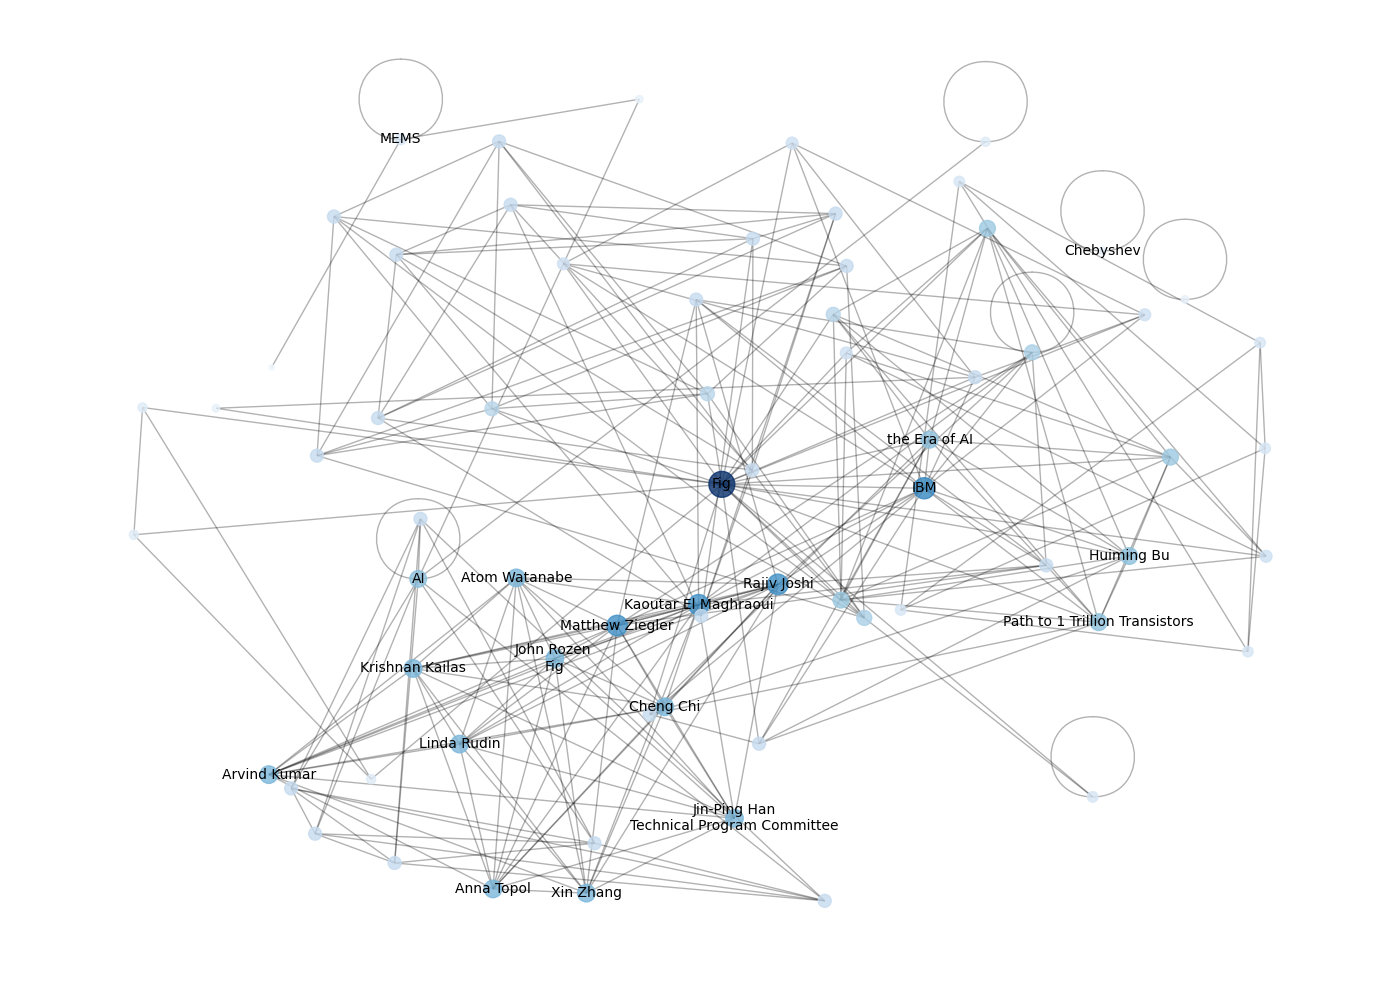 MEMS
Chebyshev
the Era of AI
Fig
IBM
Huiming Bu
AI
Atom Watanabe
Rajiv Joshi
Kaoutar El Maghraoui
Path to 1 Trillion Transistors
Matthew Ziegler
John Rozen
Fig
Krishnan Kailas
Cheng Chi
Linda Rudin
Arvind Kumar
Jin-Ping Han
Technical Program Committee
Anna Topol
Xin Zhang